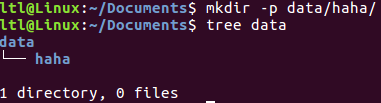 ltl@Linux:~/Documents$ mkdir -p data/haha/
ltl@Linux:~/Documents$ tree data
data
└── haha

1 directory, 0 files